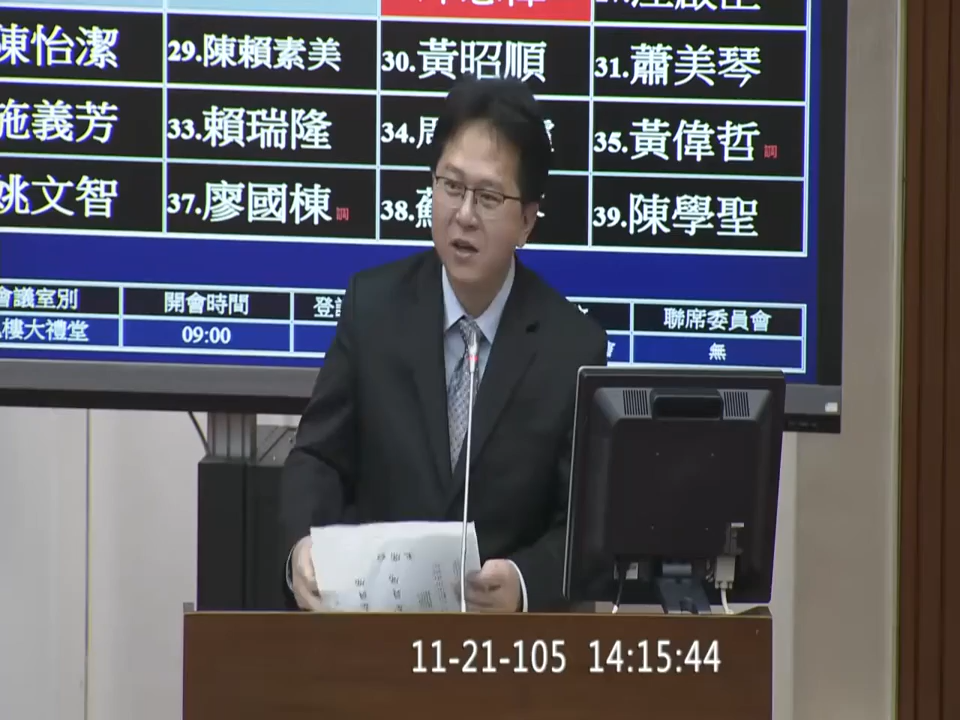 陳怡潔 29.陳賴素美 30.黃昭順 31.蕭美琴
施義芳 33.賴瑞隆 34. 35.黃偉哲
姚文智 37.廖國棟 38. 39.陳學聖
會議室別 開會時間 聯席委員會
樓大禮堂 09:00 無
11-21-105 14:15:44